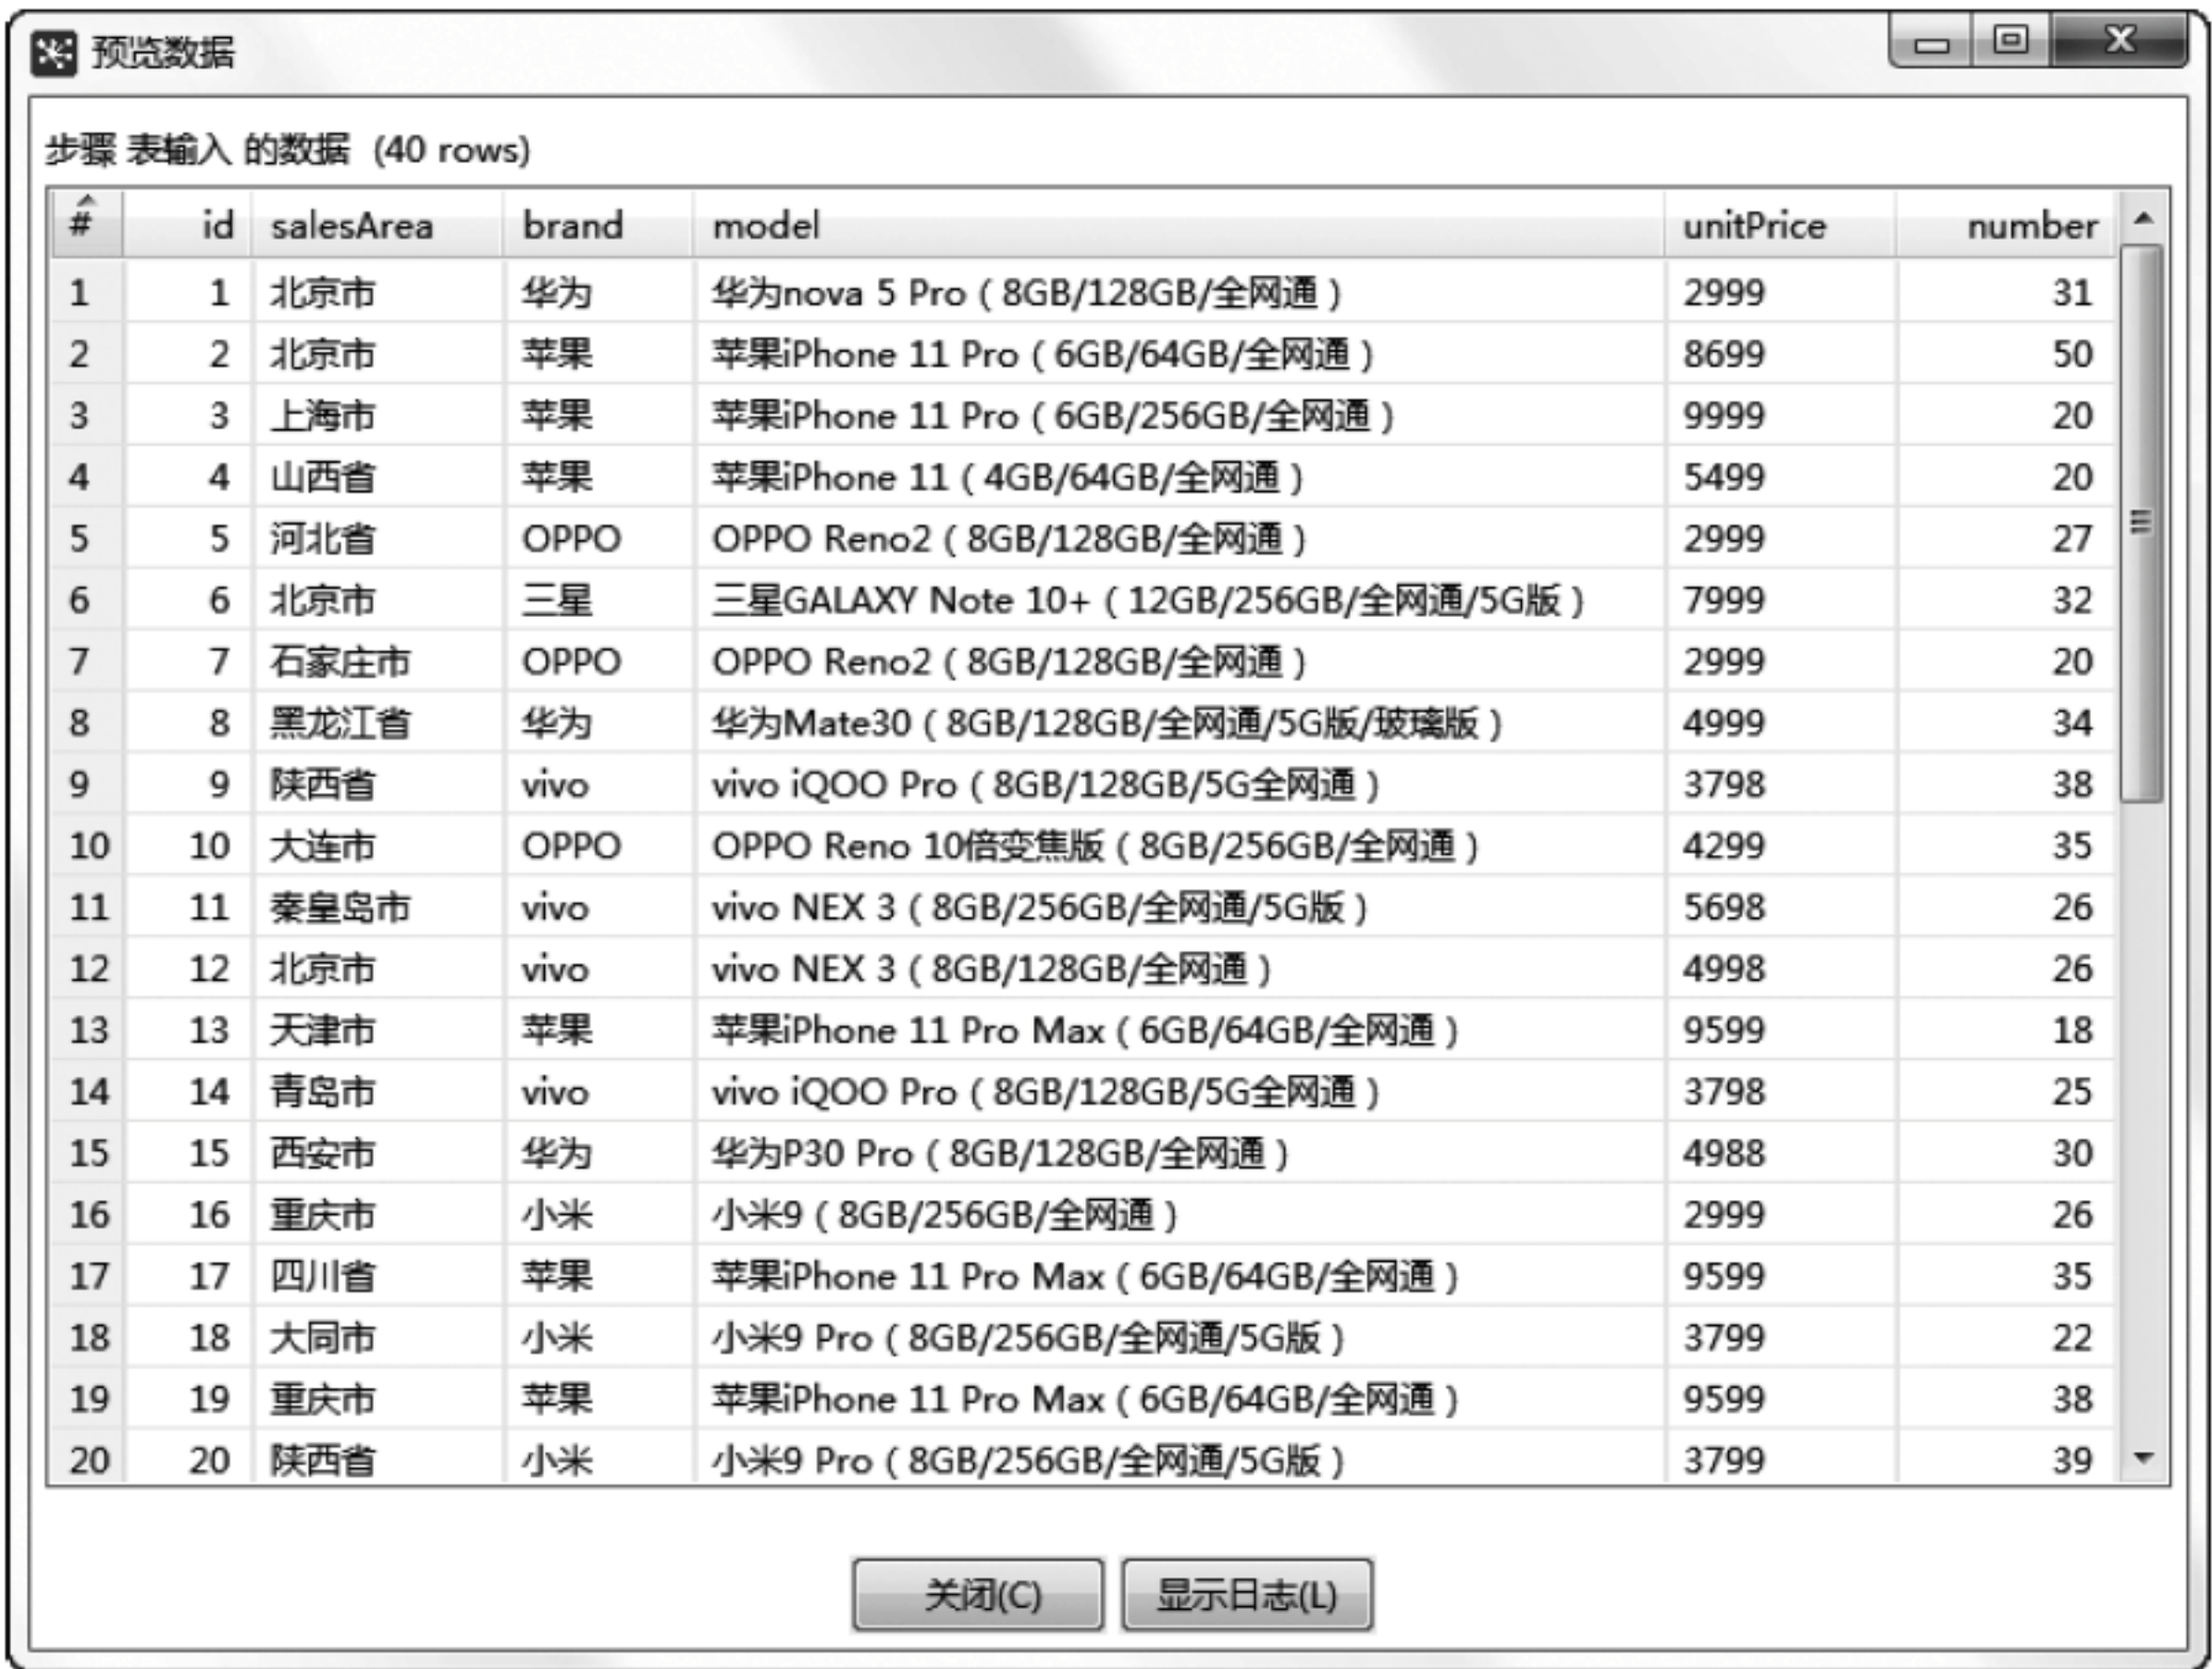 预览数据
步骤 表输入 的数据 (40 rows)
# id salesArea brand model unitPrice number
1 1 北京市 华为 华为nova 5 Pro（8GB/128GB/全网通） 2999 31
2 2 北京市 苹果 苹果iPhone 11 Pro（6GB/64GB/全网通） 8699 50
3 3 上海市 苹果 苹果iPhone 11 Pro（6GB/256GB/全网通） 9999 20
4 4 山西省 苹果 苹果iPhone 11（4GB/64GB/全网通） 5499 20
5 5 河北省 OPPO OPPO Reno2（8GB/128GB/全网通） 2999 27
6 6 北京市 三星 三星GALAXY Note 10+（12GB/256GB/全网通/5G版） 7999 32
7 7 石家庄市 OPPO OPPO Reno2（8GB/128GB/全网通） 2999 20
8 8 黑龙江省 华为 华为Mate30（8GB/128GB/全网通/5G版/玻璃版） 4999 34
9 9 陕西省 vivo vivo iQOO Pro（8GB/128GB/5G全网通） 3798 38
10 10 大连市 OPPO OPPO Reno 10倍变焦版（8GB/256GB/全网通） 4299 35
11 11 秦皇岛市 vivo vivo NEX 3（8GB/256GB/全网通/5G版） 5698 26
12 12 北京市 vivo vivo NEX 3（8GB/128GB/全网通） 4998 26
13 13 天津市 苹果 苹果iPhone 11 Pro Max（6GB/64GB/全网通） 9599 18
14 14 青岛市 vivo vivo iQOO Pro（8GB/128GB/5G全网通） 3798 25
15 15 西安市 华为 华为P30 Pro（8GB/128GB/全网通） 4988 30
16 16 重庆市 小米 小米9（8GB/256GB/全网通） 2999 26
17 17 四川省 苹果 苹果iPhone 11 Pro Max（6GB/64GB/全网通） 9599 35
18 18 大同市 小米 小米9 Pro（8GB/256GB/全网通/5G版） 3799 22
19 19 重庆市 苹果 苹果iPhone 11 Pro Max（6GB/64GB/全网通） 9599 38
20 20 陕西省 小米 小米9 Pro（8GB/256GB/全网通/5G版） 3799 39
关闭(C) 显示日志(L)